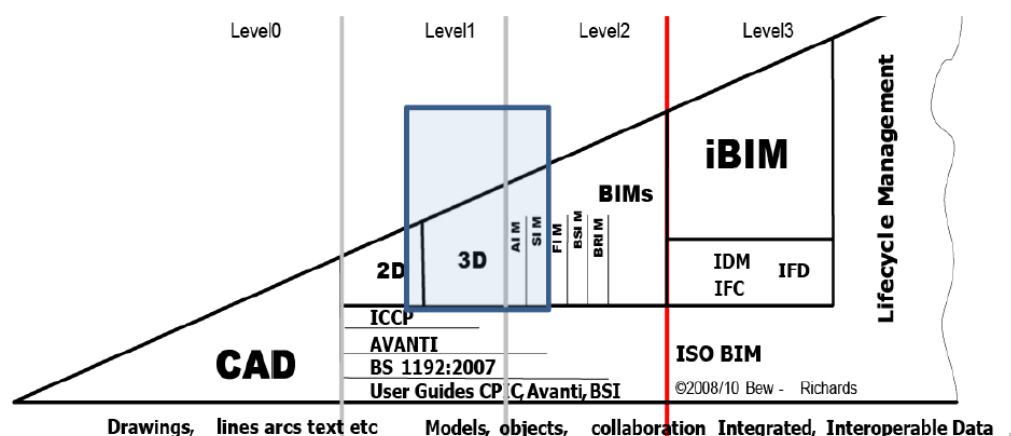 Level0 Level1 Level2 Level3
iBIM
BIMs
AIM
SIM
FIM
BSIM
BRIM
2D 3D
IDM IFD
IFC
Lifecycle Management
ICCP
AVANTI
BS 1192:2007
User Guides CPIC, Avanti, BSI
CAD
ISO BIM
©2008/10 Bew - Richards
Drawings, lines arcs text etc Models, objects, collaboration Integrated, Interoperable Data